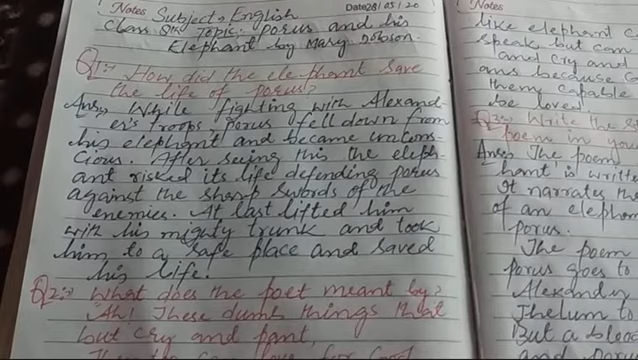 Notes Subject, English Date 28/05/20
Class 8th Topic: Porus and his
Elephant by Mary Dobson.
Q1: How did the elephant save
the life of Porus?
Ans, While fighting with Alexand-
er's troops Porus fell down from
his elephant and became uncons-
cious. After seeing this the eleph-
ant risked its life defending Porus
against the sharp swords of the
enemies. At last lifted him
with his mighty trunk and took
him to a safe place and saved
his life.
Q2: What does the poet meant by?
Ah! These dumb things that
but cry and pant,
Notes
like elephant c
speak but can
and cry and
ans because
them capable
be loved
Q3: Write the s
poem in you
Ans: The poem
hant is writte
It narrates th
of an elephan
Porus.
The poem
Porus goes to
Alexander
Jhelum to
But a blood